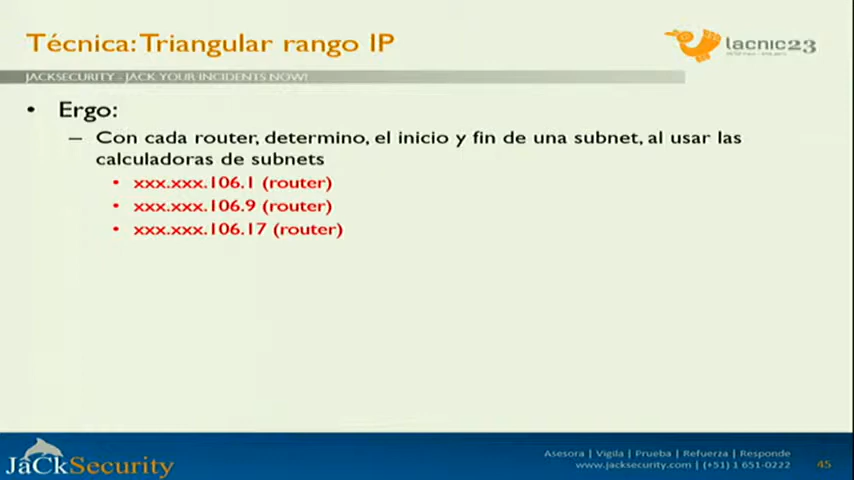 Técnica: Triangular rango IP
lacnic23
JACKSECURITY - JACK YOUR INCIDENTS NOW!
• Ergo:
– Con cada router, determino, el inicio y fin de una subnet, al usar las
calculadoras de subnets
• xxx.xxx.106.1 (router)
• xxx.xxx.106.9 (router)
• xxx.xxx.106.17 (router)
JaCkSecurity
Asesora | Vigila | Prueba | Refuerza | Responde
www.jacksecurity.com | (+51) 1 651-0222
45